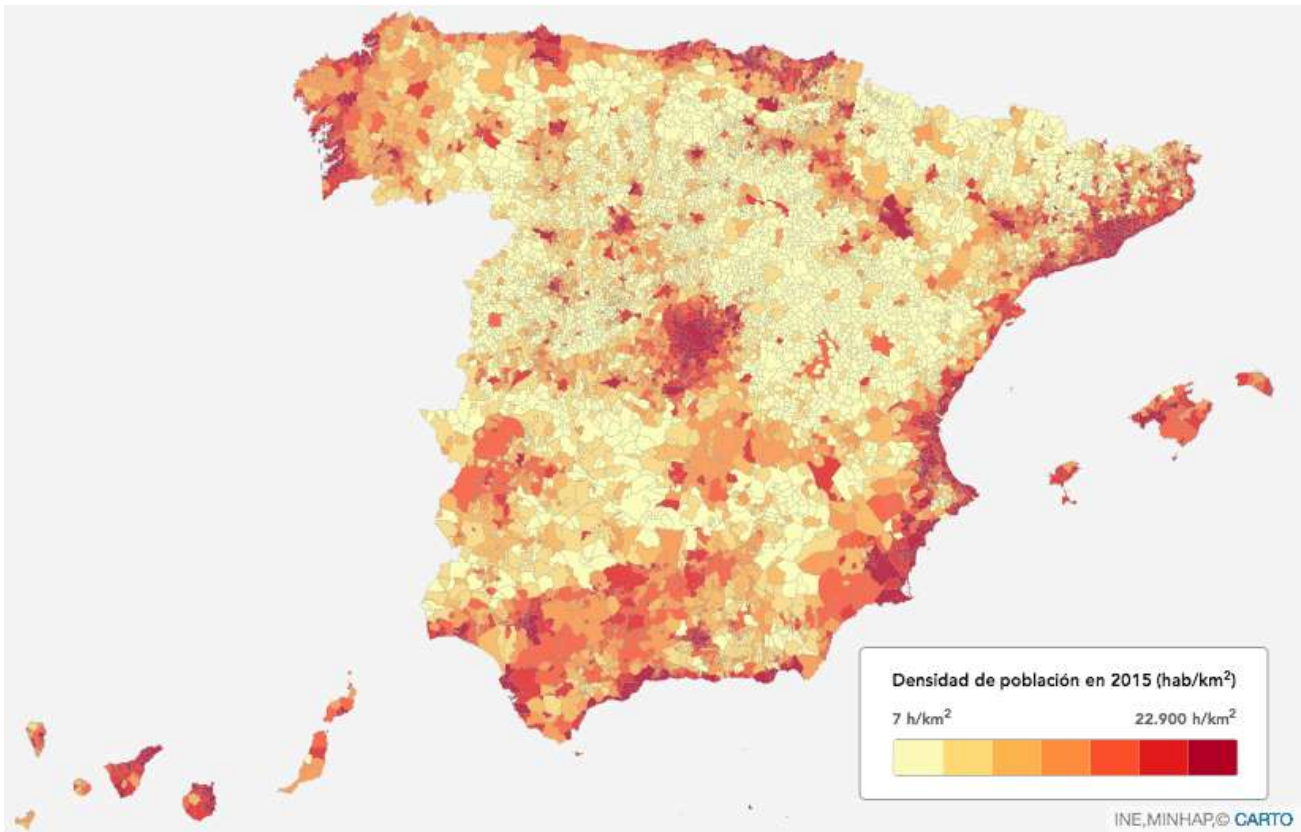 Densidad de población en 2015 (hab/km²)
7 h/km² 22.900 h/km²
INE,MINHAP,© CARTO